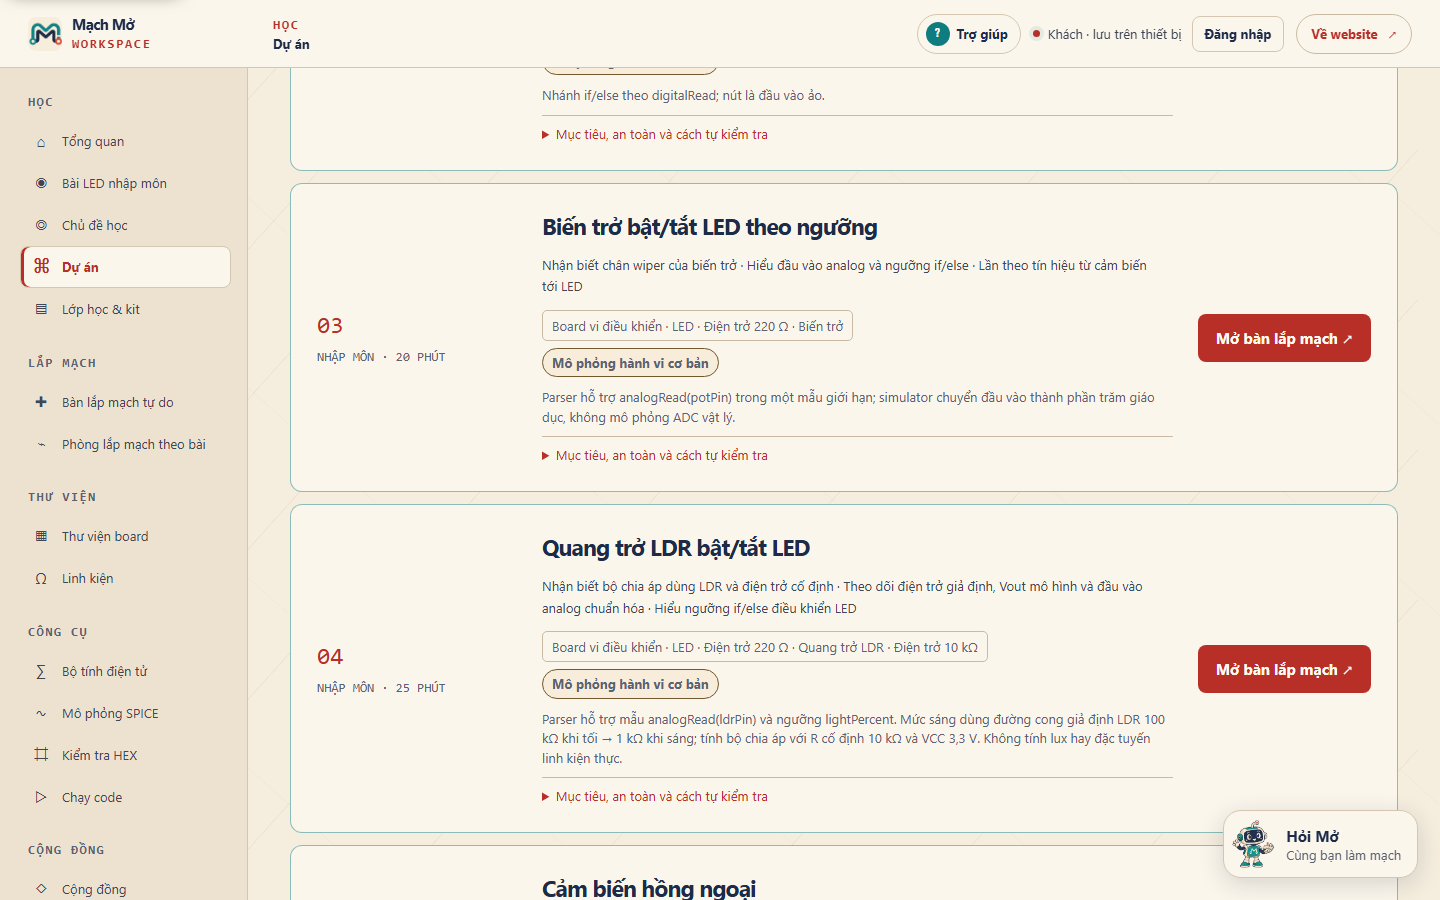 Mạch Mở
WORKSPACE
HỌC
Dự án
? Trợ giúp
Khách · lưu trên thiết bị
Đăng nhập
Về website ↗
HỌC
Tổng quan
Bài LED nhập môn
Chủ đề học
Dự án
Lớp học & kit
LẮP MẠCH
Bàn lắp mạch tự do
Phòng lắp mạch theo bài
THƯ VIỆN
Thư viện board
Linh kiện
CÔNG CỤ
Bộ tính điện tử
Mô phỏng SPICE
Kiểm tra HEX
Chạy code
CỘNG ĐỒNG
Cộng đồng
Nhánh if/else theo digitalRead; nút là đầu vào ảo.
▶ Mục tiêu, an toàn và cách tự kiểm tra
03
NHẬP MÔN · 20 PHÚT
Biến trở bật/tắt LED theo ngưỡng
Nhận biết chân wiper của biến trở · Hiểu đầu vào analog và ngưỡng if/else · Lần theo tín hiệu từ cảm biến
tới LED
Board vi điều khiển · LED · Điện trở 220 Ω · Biến trở
Mô phỏng hành vi cơ bản
Parser hỗ trợ analogRead(potPin) trong một mẫu giới hạn; simulator chuyển đầu vào thành phần trăm giáo
dục, không mô phỏng ADC vật lý.
▶ Mục tiêu, an toàn và cách tự kiểm tra
Mở bàn lắp mạch ↗
04
NHẬP MÔN · 25 PHÚT
Quang trở LDR bật/tắt LED
Nhận biết bộ chia áp dùng LDR và điện trở cố định · Theo dõi điện trở giả định, Vout mô hình và đầu vào
analog chuẩn hóa · Hiểu ngưỡng if/else điều khiển LED
Board vi điều khiển · LED · Điện trở 220 Ω · Quang trở LDR · Điện trở 10 kΩ
Mô phỏng hành vi cơ bản
Parser hỗ trợ mẫu analogRead(ldrPin) và ngưỡng lightPercent. Mức sáng dùng đường cong giả định LDR 100
kΩ khi tối → 1 kΩ khi sáng; tính bộ chia áp với R cố định 10 kΩ và VCC 3,3 V. Không tính lux hay đặc tuyến
linh kiện thực.
▶ Mục tiêu, an toàn và cách tự kiểm tra
Mở bàn lắp mạch ↗
Cảm biến hồng ngoại
Hỏi Mở
Cùng bạn làm mạch